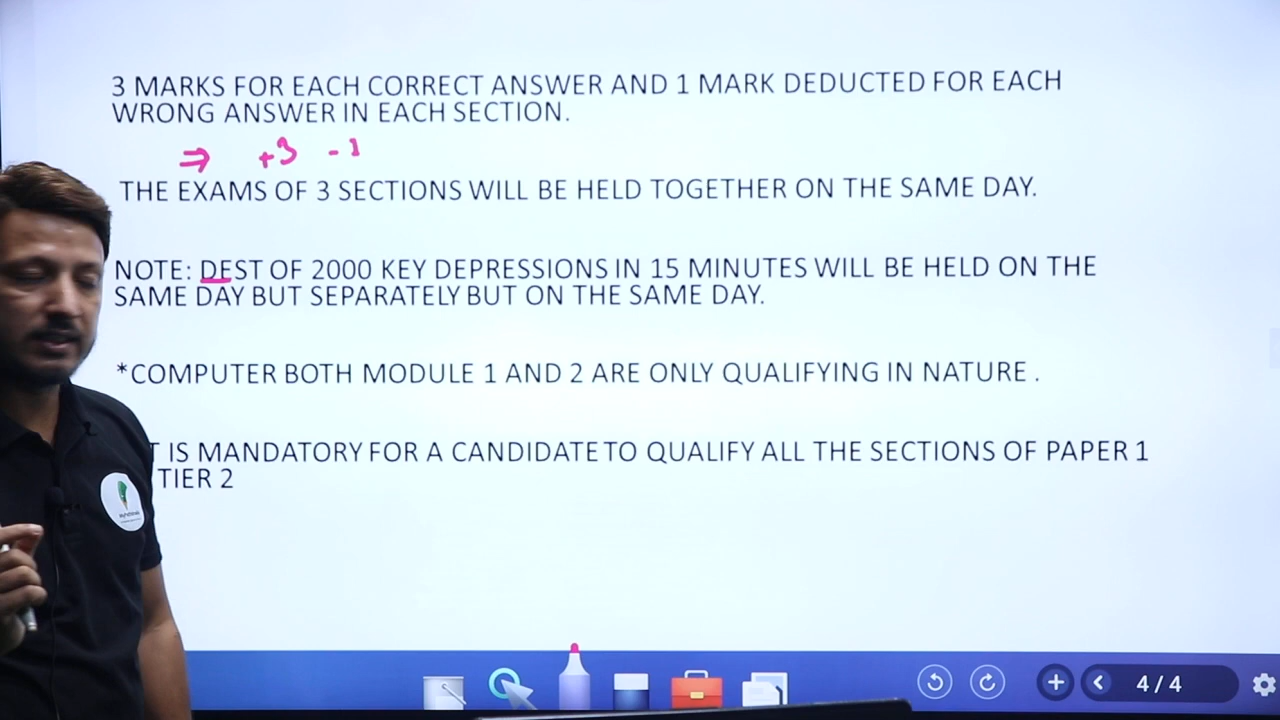 3 MARKS FOR EACH CORRECT ANSWER AND 1 MARK DEDUCTED FOR EACH
WRONG ANSWER IN EACH SECTION.
⇒ +3 -1
THE EXAMS OF 3 SECTIONS WILL BE HELD TOGETHER ON THE SAME DAY.
NOTE: DEST OF 2000 KEY DEPRESSIONS IN 15 MINUTES WILL BE HELD ON THE
SAME DAY BUT SEPARATELY BUT ON THE SAME DAY.
*COMPUTER BOTH MODULE 1 AND 2 ARE ONLY QUALIFYING IN NATURE .
T IS MANDATORY FOR A CANDIDATE TO QUALIFY ALL THE SECTIONS OF PAPER 1
TIER 2
4 / 4